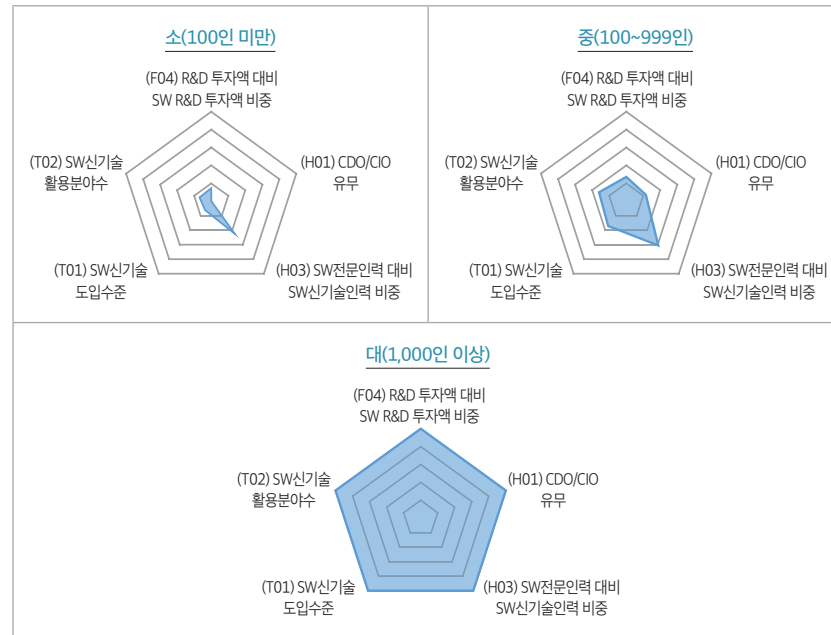 소(100인 미만)
(F04) R&D 투자액 대비
SW R&D 투자액 비중
(T02) SW신기술
활용분야수
(H01) CDO/CIO
유무
(T01) SW신기술
도입수준
(H03) SW전문인력 대비
SW신기술인력 비중
중(100~999인)
(F04) R&D 투자액 대비
SW R&D 투자액 비중
(T02) SW신기술
활용분야수
(H01) CDO/CIO
유무
(T01) SW신기술
도입수준
(H03) SW전문인력 대비
SW신기술인력 비중
대(1,000인 이상)
(F04) R&D 투자액 대비
SW R&D 투자액 비중
(T02) SW신기술
활용분야수
(H01) CDO/CIO
유무
(T01) SW신기술
도입수준
(H03) SW전문인력 대비
SW신기술인력 비중